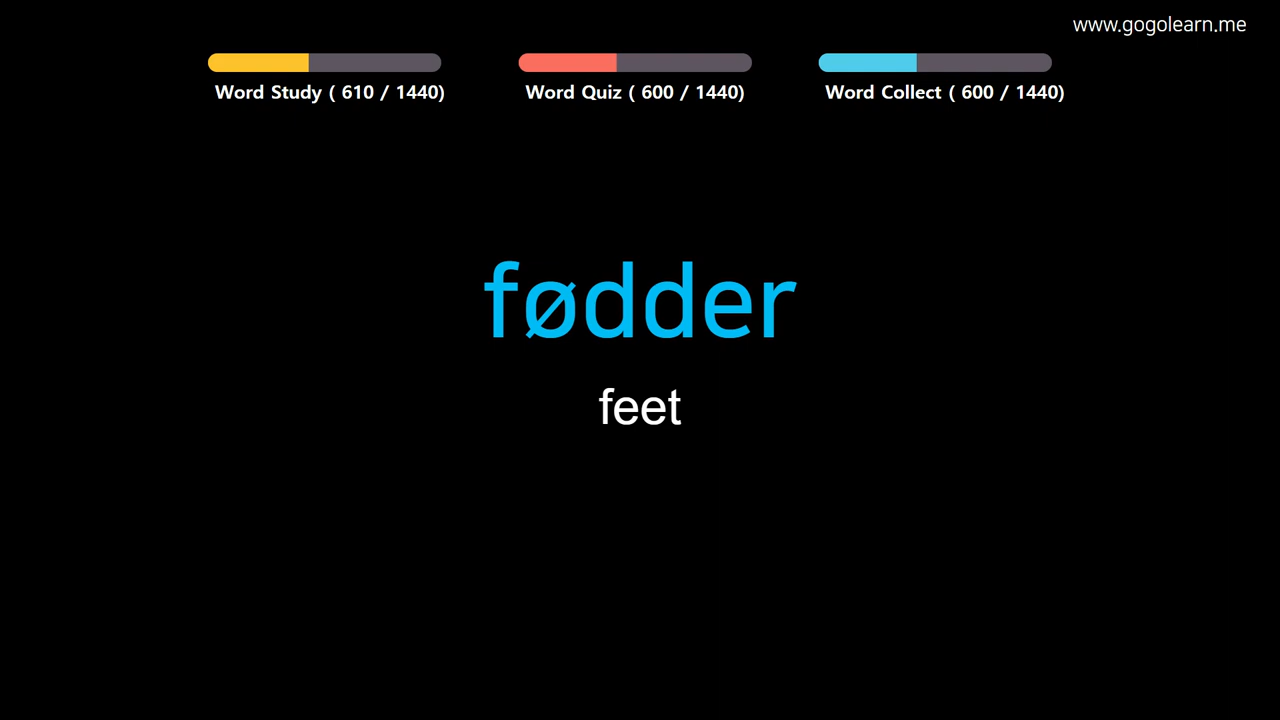 www.gogolearn.me
Word Study ( 610 / 1440)
Word Quiz ( 600 / 1440)
Word Collect ( 600 / 1440)
fødder
feet